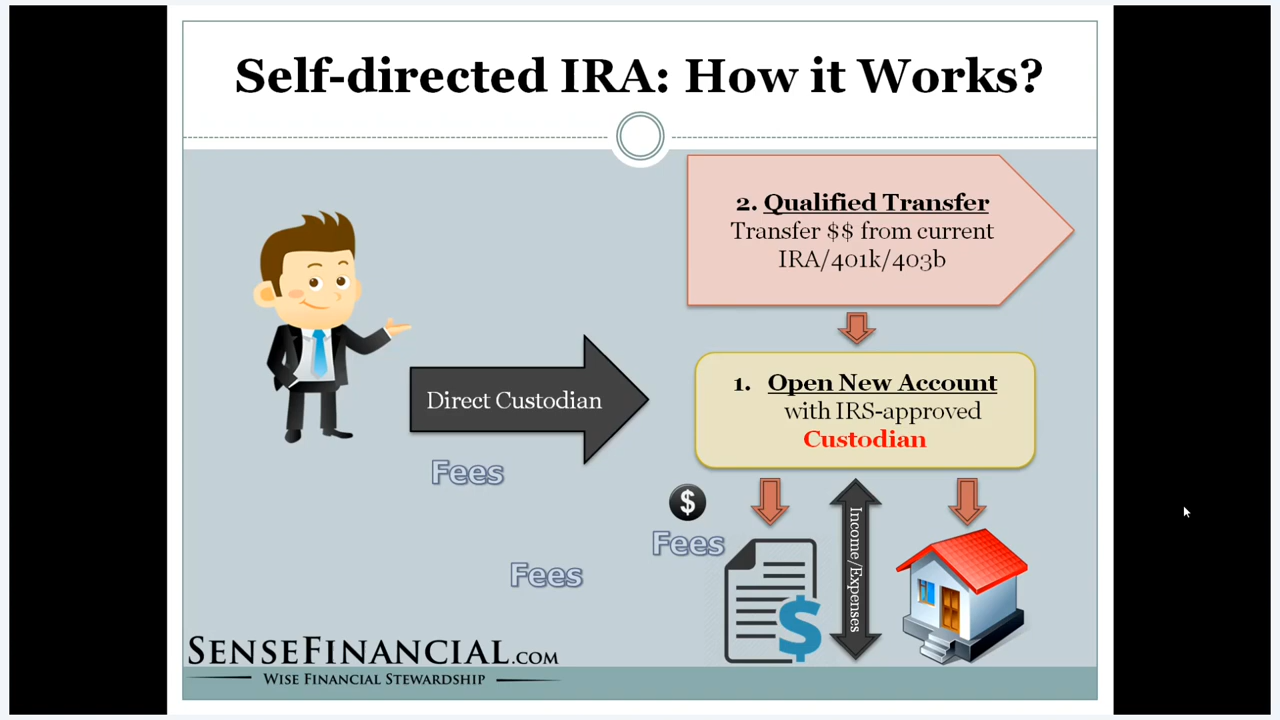 Self-directed IRA: How it Works?
2. Qualified Transfer
Transfer $$ from current
IRA/401k/403b
Direct Custodian
1. Open New Account
with IRS-approved
Custodian
Fees
$
Fees
Fees
Income/Expenses
$
SENSEFINANCIAL.COM
WISE FINANCIAL STEWARDSHIP